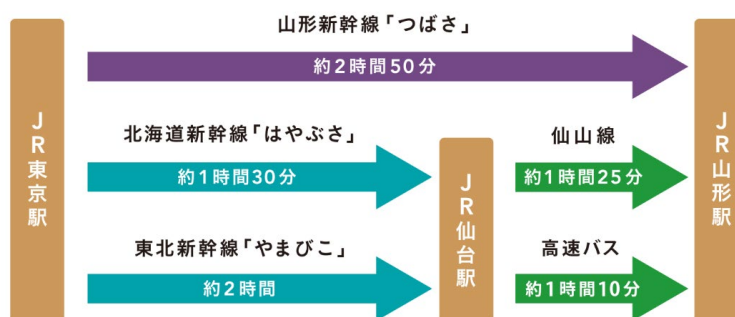 山形新幹線「つばさ」
約2時間50分
JR東京駅
北海道新幹線「はやぶさ」
約1時間30分
東北新幹線「やまびこ」
約2時間
JR仙台駅
仙山線
約1時間25分
高速バス
約1時間10分
JR山形駅